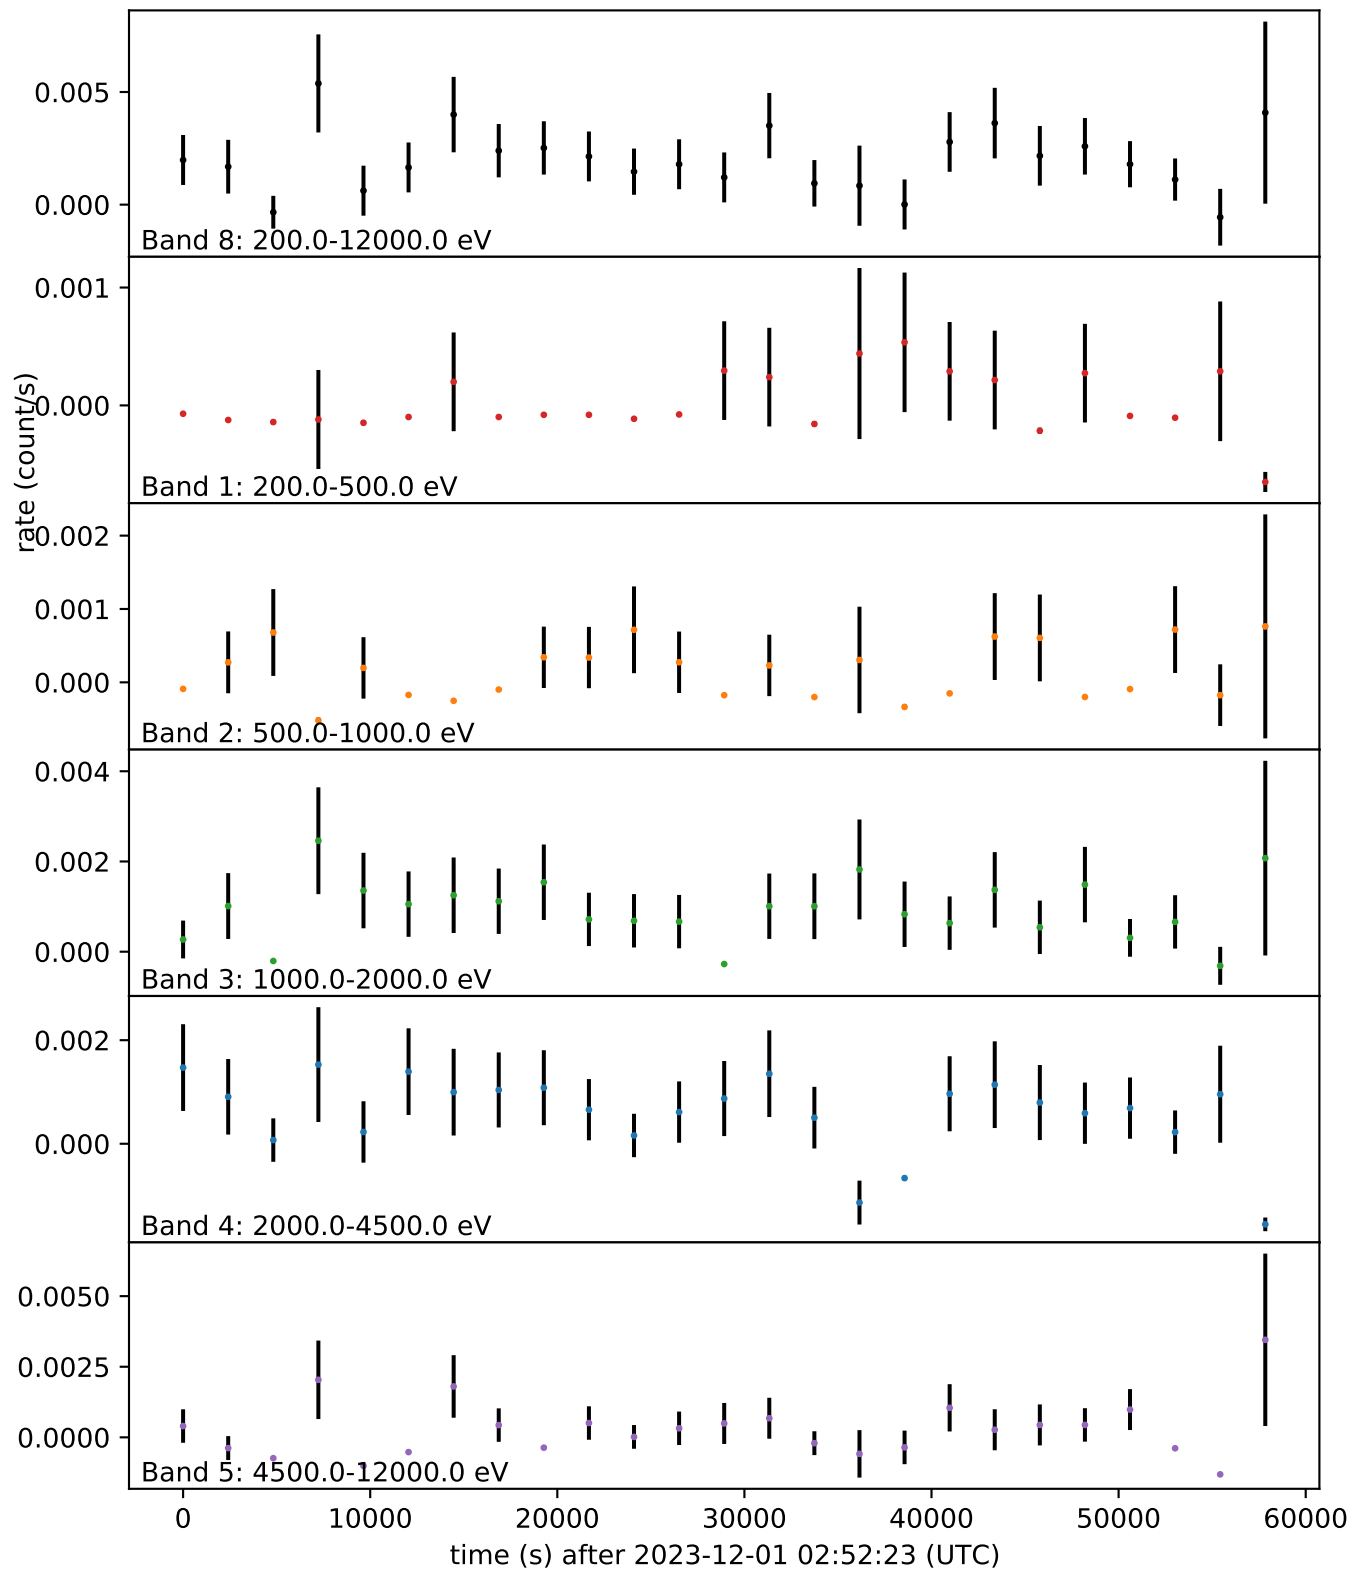 0.005
0.000
Band 8: 200.0-12000.0 eV
0.001
0.000
Band 1: 200.0-500.0 eV
rate (count/s)
0.002
0.001
0.000
Band 2: 500.0-1000.0 eV
0.004
0.002
0.000
Band 3: 1000.0-2000.0 eV
0.002
0.000
Band 4: 2000.0-4500.0 eV
0.0050
0.0025
0.0000
Band 5: 4500.0-12000.0 eV
0 10000 20000 30000 40000 50000 60000
time (s) after 2023-12-01 02:52:23 (UTC)